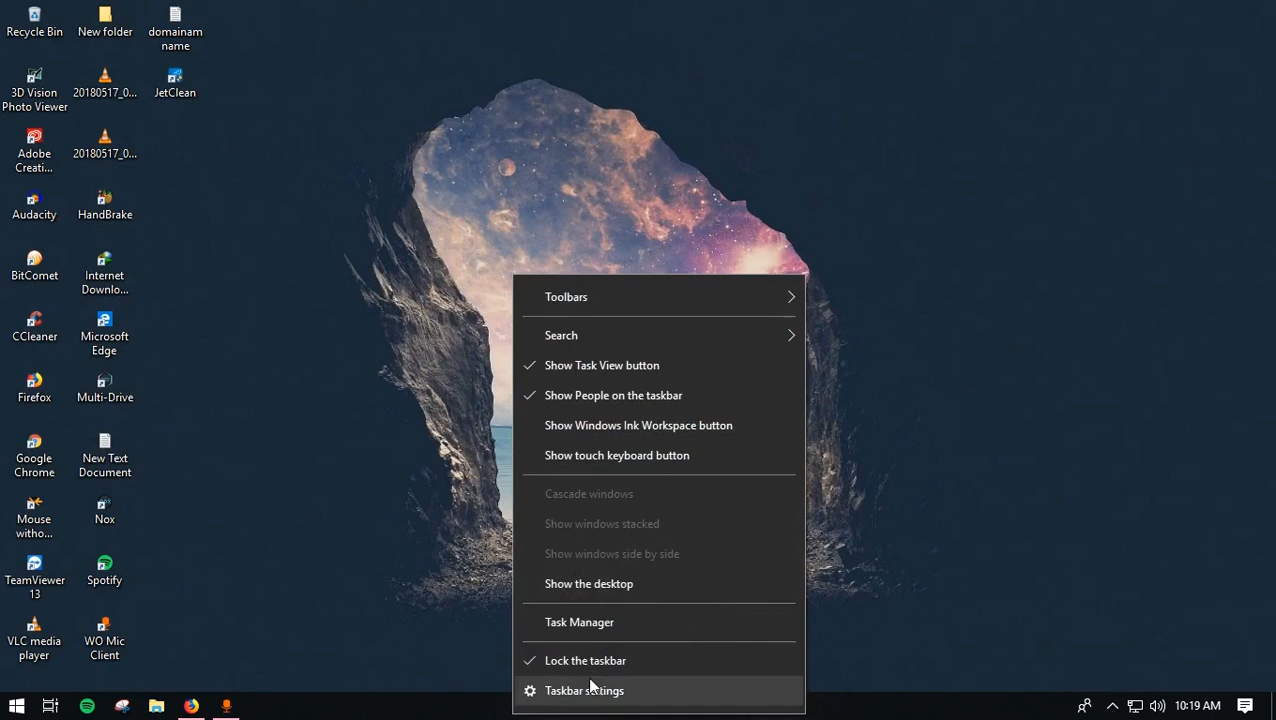 Recycle Bin
New folder
domainam
name
3D Vision
Photo Viewer
20180517_0...
JetClean
Adobe
Creati...
20180517_0...
Audacity
HandBrake
BitComet
Internet
Downlo...
CCleaner
Microsoft
Edge
Firefox
Multi-Drive
Google
Chrome
New Text
Document
Mouse
witho...
Nox
TeamViewer
13
Spotify
VLC media
player
WO Mic
Client
Toolbars
Search
Show Task View button
Show People on the taskbar
Show Windows Ink Workspace button
Show touch keyboard button
Cascade windows
Show windows stacked
Show windows side by side
Show the desktop
Task Manager
Lock the taskbar
Taskbar settings
10:19 AM